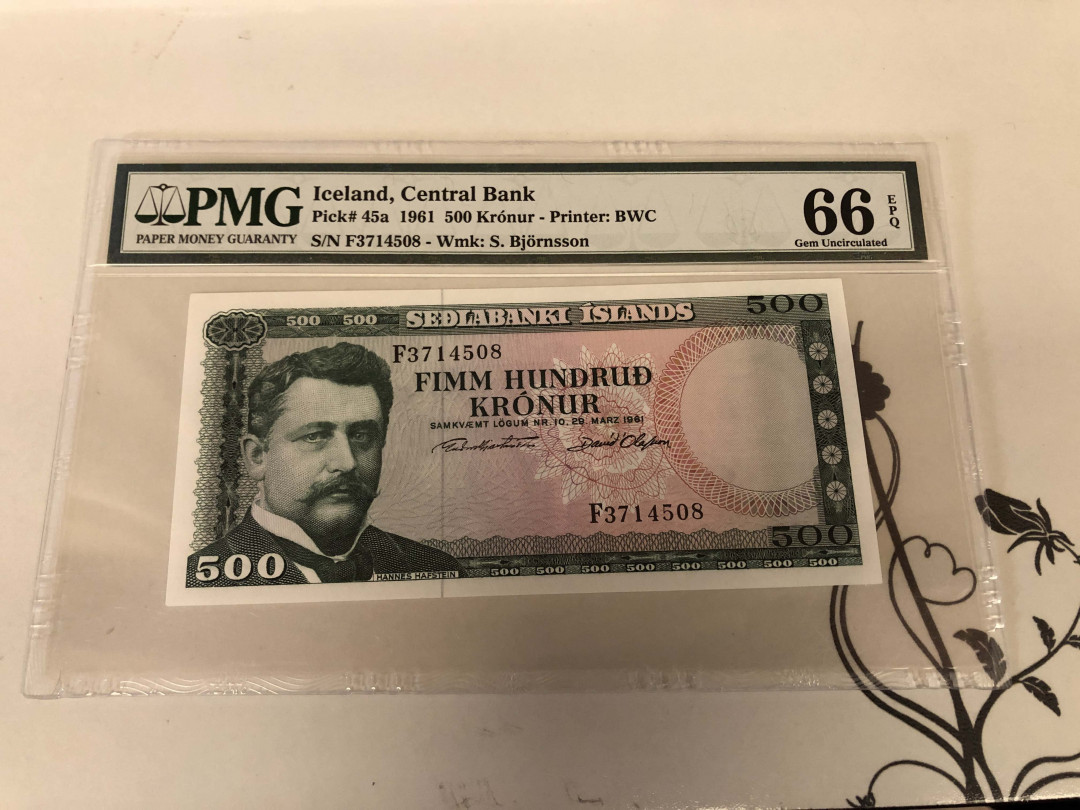 PMG
PAPER MONEY GUARANTY
Iceland, Central Bank
Pick# 45a 1961 500 Krónur - Printer: BWC
S/N F3714508 - Wmk: S. Björnsson
66 EPQ
Gem Uncirculated
500 500 SEÐLABANKI ÍSLANDS 500
F3714508
FIMM HUNDRUÐ
KRÓNUR
SAMKVÆMT LÖGUM NR. 10, 29. MARZ 1961
F3714508
500
500
HANNES HAFSTEIN
500 500 500 500 500 500 500 500